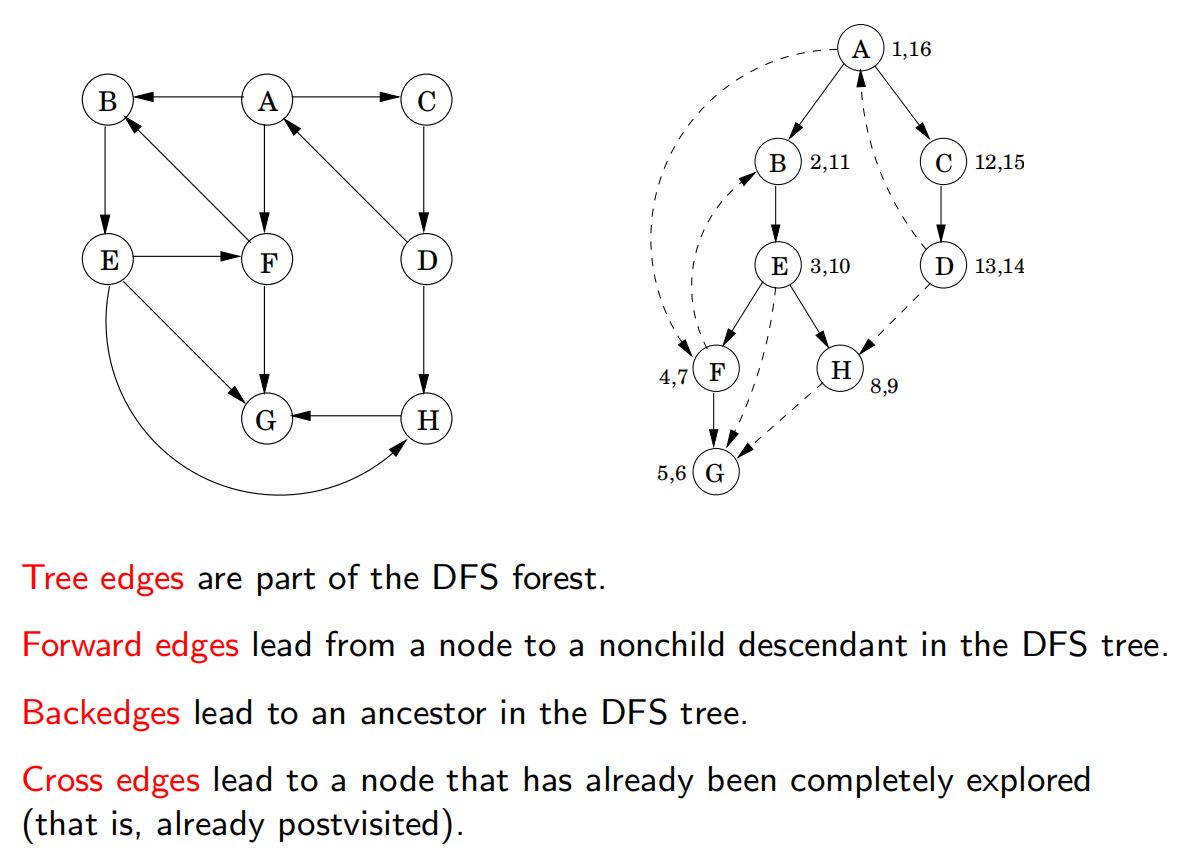 A 1,16
B A C
B 2,11 C 12,15
E F D
E 3,10 D 13,14
4,7 F H 8,9
G H
5,6 G
Tree edges are part of the DFS forest.
Forward edges lead from a node to a nonchild descendant in the DFS tree.
Backedges lead to an ancestor in the DFS tree.
Cross edges lead to a node that has already been completely explored
(that is, already postvisited).